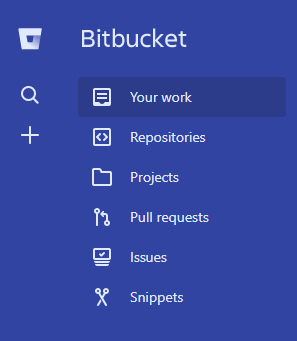 Bitbucket
Your work
Repositories
Projects
Pull requests
Issues
Snippets